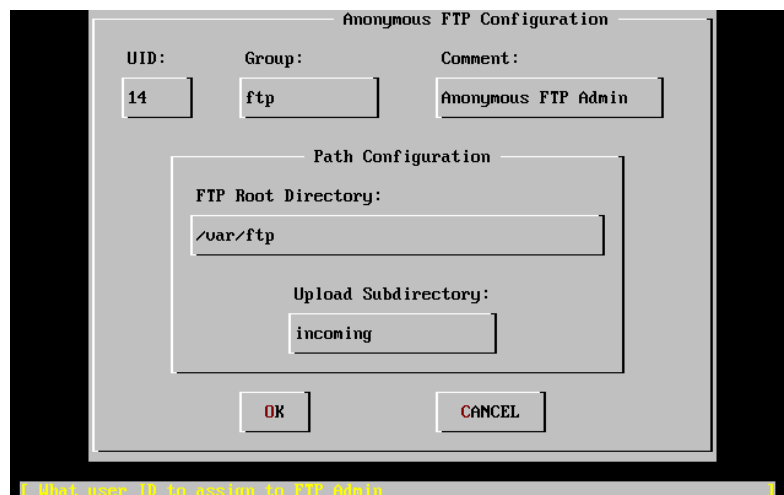 Anonymous FTP Configuration
UID: Group: Comment:
14 ftp Anonymous FTP Admin
Path Configuration
FTP Root Directory:
/var/ftp
Upload Subdirectory:
incoming
OK CANCEL
[ What user ID to assign to FTP Admin ]